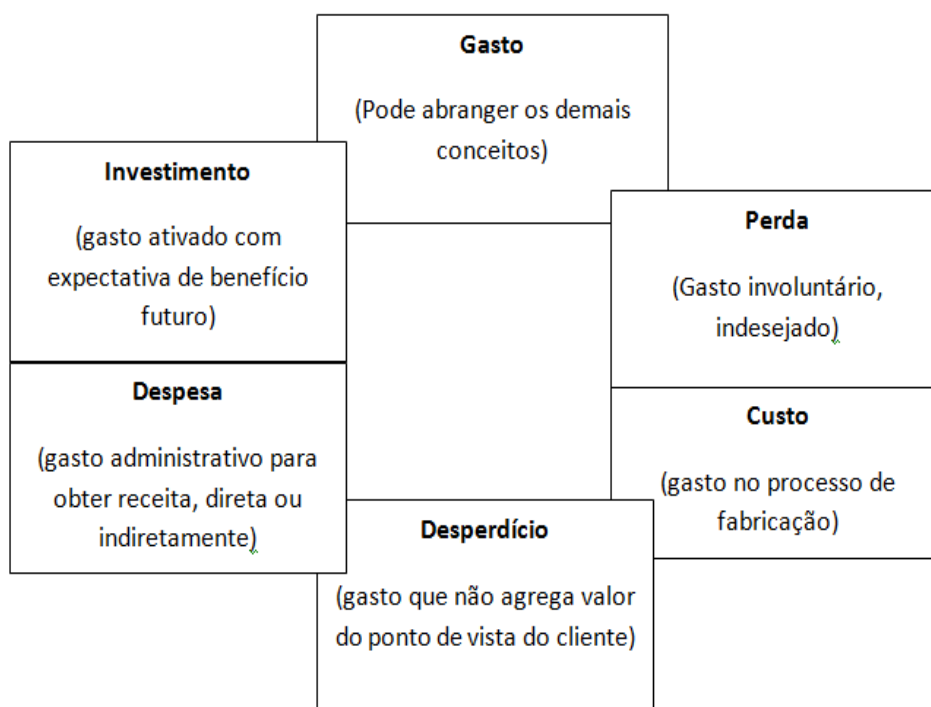 Gasto
(Pode abranger os demais
conceitos)
Investimento
(gasto ativado com
expectativa de benefício
futuro)
Perda
(Gasto involuntário,
indesejado)
Despesa
(gasto administrativo para
obter receita, direta ou
indiretamente)
Custo
(gasto no processo de
fabricação)
Desperdício
(gasto que não agrega valor
do ponto de vista do cliente)